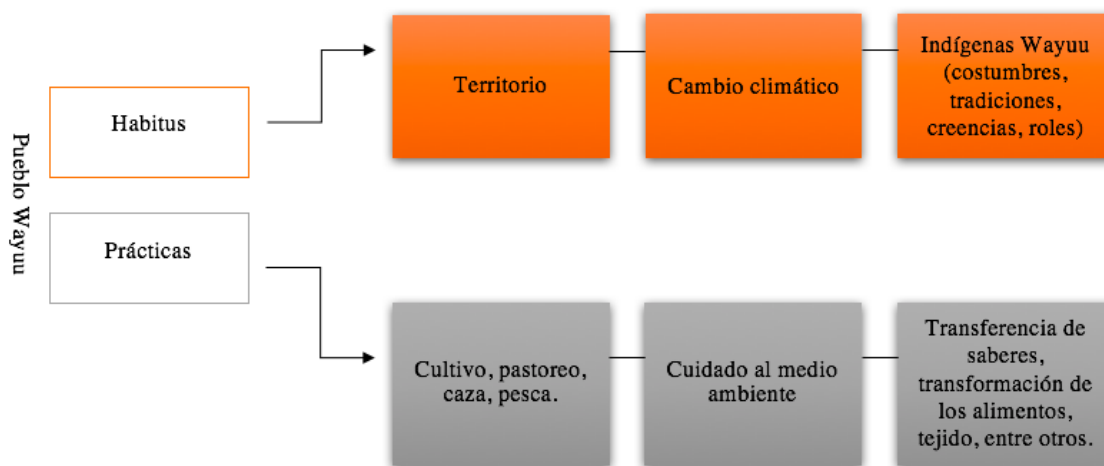 Pueblo Wayuu
Habitus
Territorio
Cambio climático
Indígenas Wayuu
(costumbres,
tradiciones,
creencias, roles)
Prácticas
Cultivo, pastoreo,
caza, pesca.
Cuidado al medio
ambiente
Transferencia de
saberes,
transformación de
los alimentos,
tejido, entre otros.